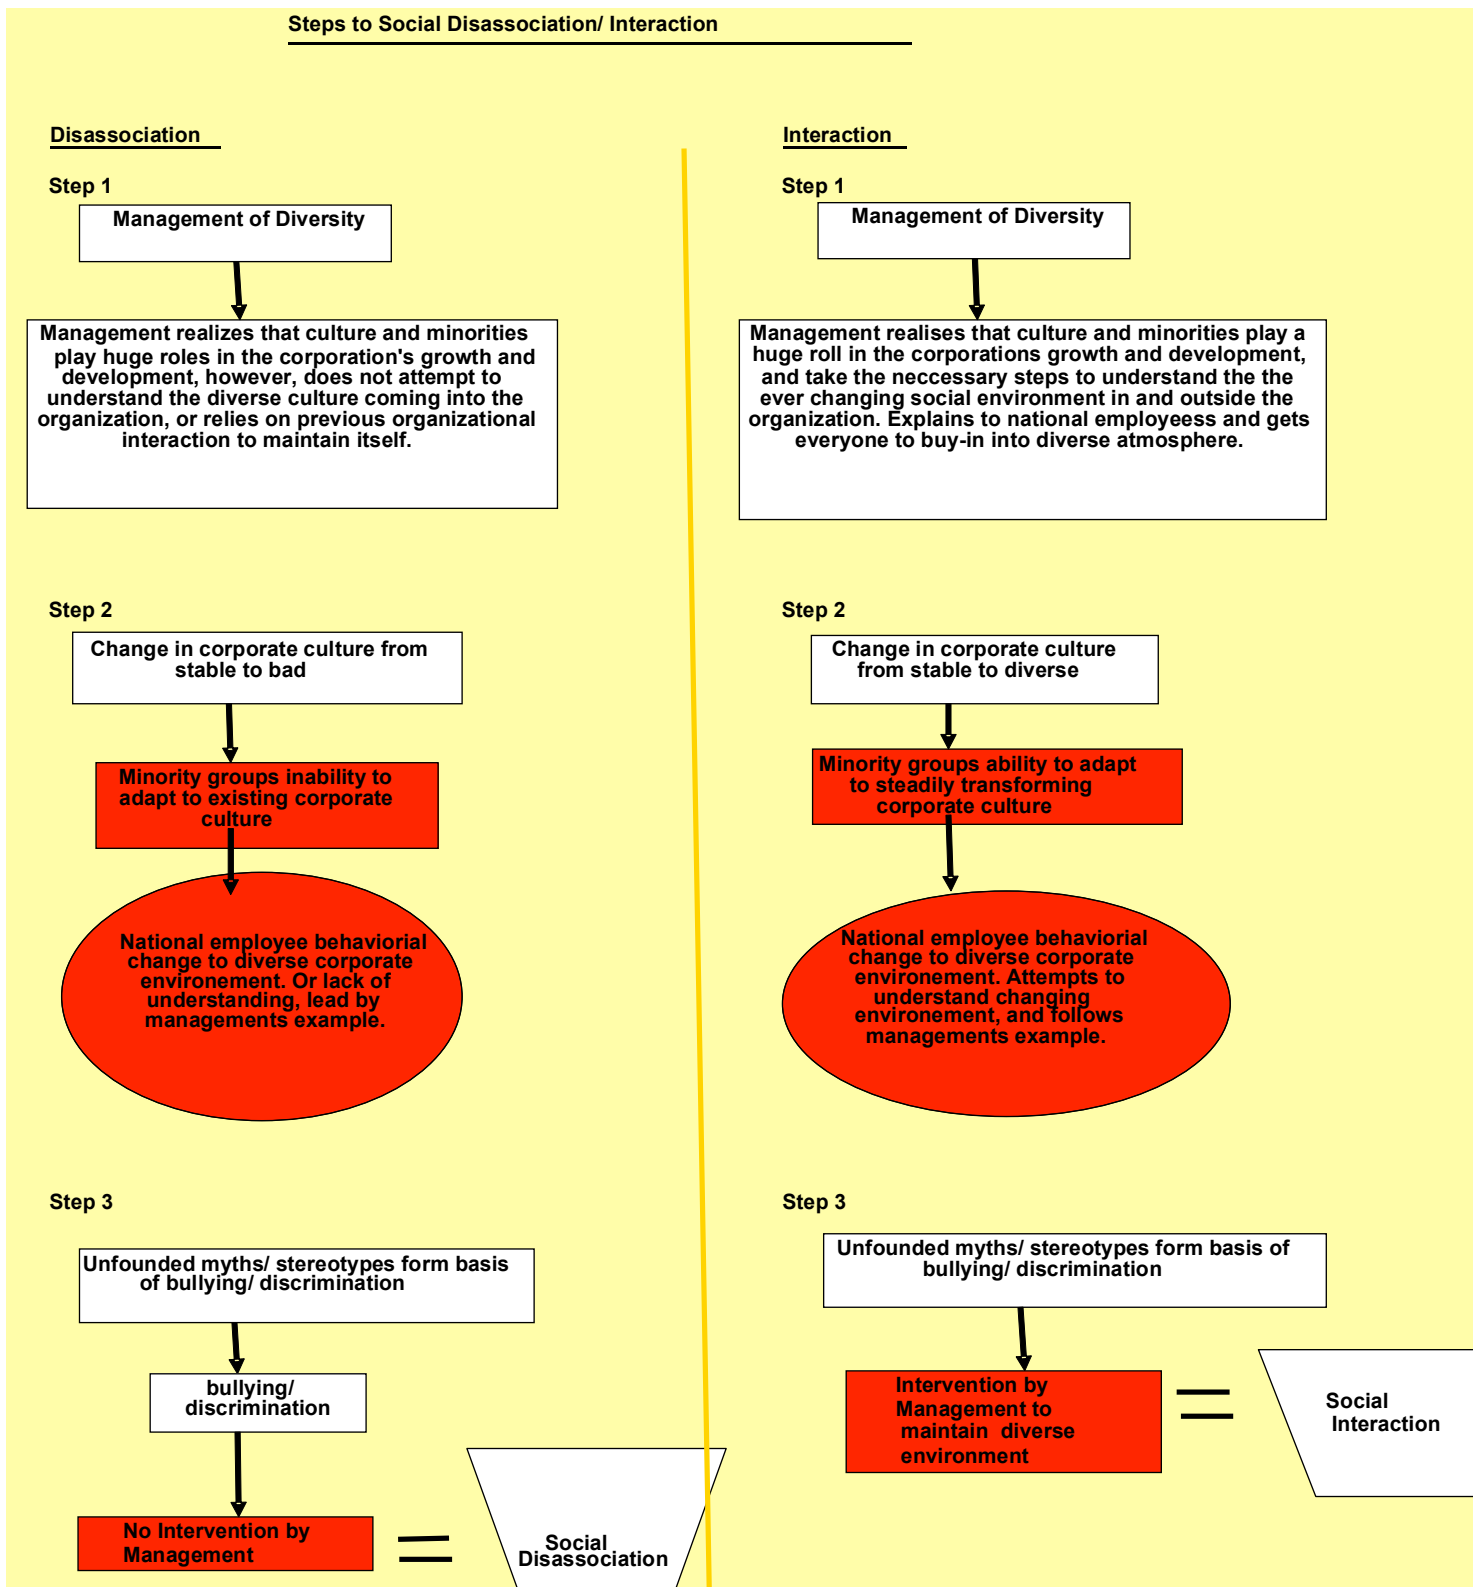 Steps to Social Disassociation/ Interaction
Disassociation
Step 1
Management of Diversity
Management realizes that culture and minorities
play huge roles in the corporation's growth and
development, however, does not attempt to
understand the diverse culture coming into the
organization, or relies on previous organizational
interaction to maintain itself.
Step 2
Change in corporate culture from
stable to bad
Minority groups inability to
adapt to existing corporate
culture
National employee behaviorial
change to diverse corporate
environement. Or lack of
understanding, lead by
managements example.
Step 3
Unfounded myths/ stereotypes form basis
of bullying/ discrimination
bullying/
discrimination
No Intervention by
Management
Social
Disassociation
Interaction
Step 1
Management of Diversity
Management realises that culture and minorities play a
huge roll in the corporations growth and development,
and take the neccessary steps to understand the the
ever changing social environment in and outside the
organization. Explains to national employeess and gets
everyone to buy-in into diverse atmosphere.
Step 2
Change in corporate culture
from stable to diverse
Minority groups ability to adapt
to steadily transforming
corporate culture
National employee behaviorial
change to diverse corporate
environement. Attempts to
understand changing
environement, and follows
managements example.
Step 3
Unfounded myths/ stereotypes form basis of
bullying/ discrimination
Intervention by
Management to
maintain diverse
environment
Social
Interaction